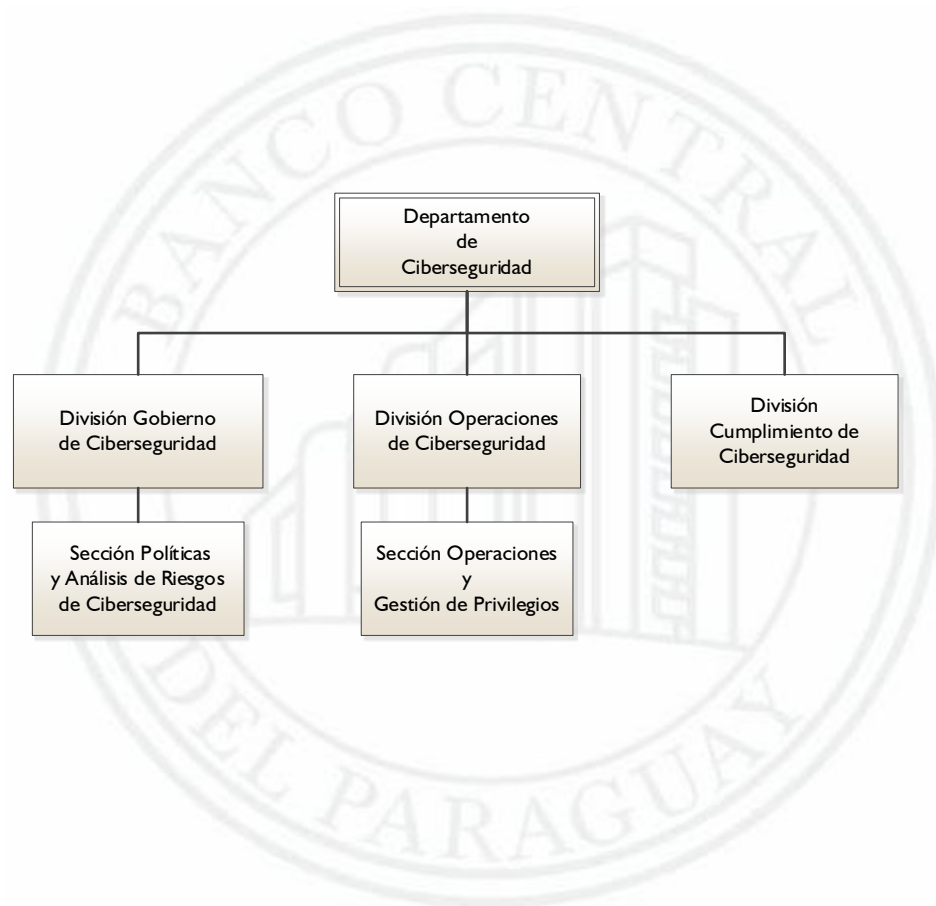 BANCO CENTRAL
DEL PARAGUAY
Departamento
de
Ciberseguridad
División Gobierno
de Ciberseguridad
División Operaciones
de Ciberseguridad
División
Cumplimiento de
Ciberseguridad
Sección Políticas
y Análisis de Riesgos
de Ciberseguridad
Sección Operaciones
y
Gestión de Privilegios